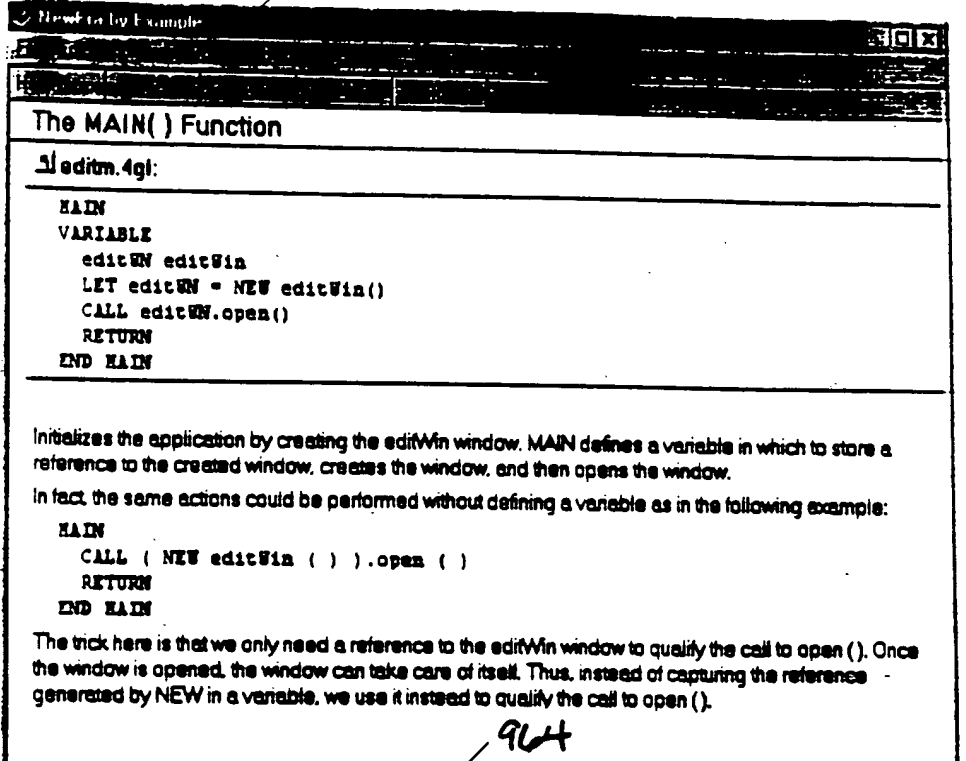 NewEra by Example
The MAIN( ) Function
editm.4gl:
MAIN
VARIABLE
editWN editWin
LET editWN = NEW editWin()
CALL editWN.open()
RETURN
END MAIN
Initializes the application by creating the editWin window. MAIN defines a variable in which to store a
reference to the created window, creates the window, and then opens the window.
In fact, the same actions could be performed without defining a variable as in the following example:
MAIN
CALL ( NEW editWin ( ) ).open ( )
RETURN
END MAIN
The trick here is that we only need a reference to the editWin window to qualify the call to open (). Once
the window is opened, the window can take care of itself. Thus, instead of capturing the reference
generated by NEW in a variable, we use it instead to qualify the call to open ().
964